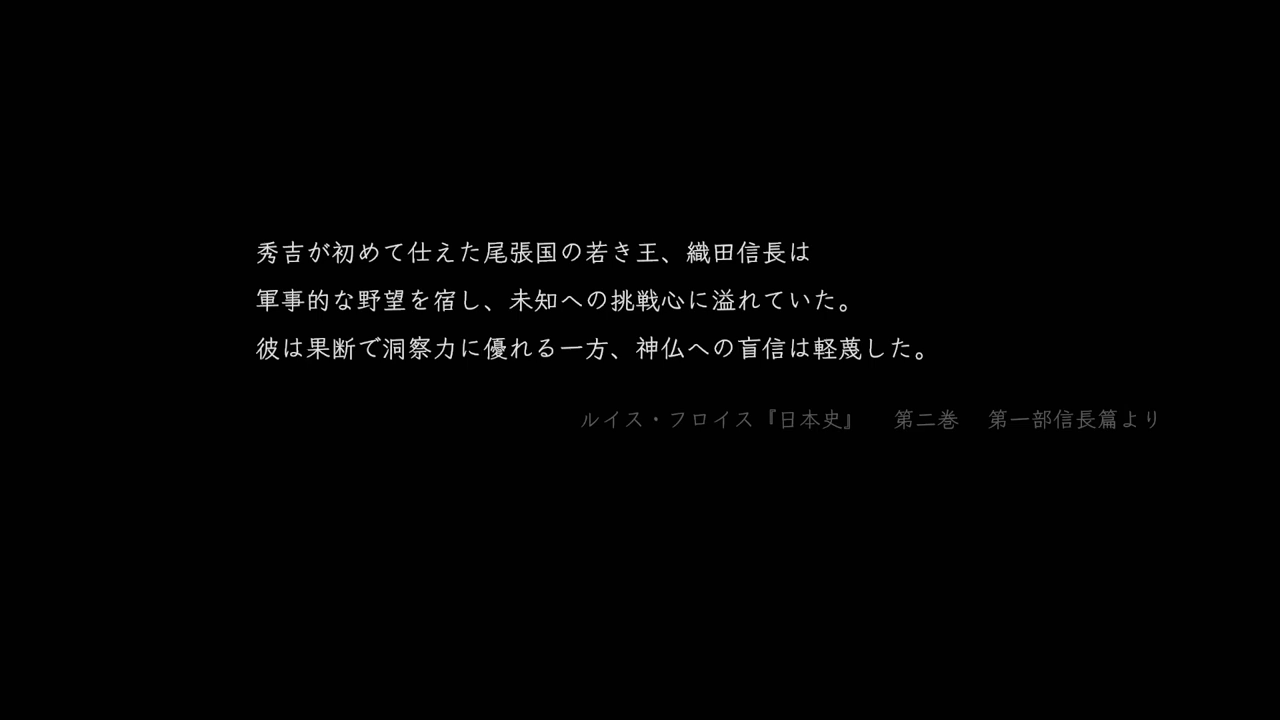 秀吉が初めて仕えた尾張国の若き王、織田信長は
軍事的な野望を宿し、未知への挑戦心に溢れていた。
彼は果断で洞察力に優れる一方、神仏への盲信は軽蔑した。
ルイス・フロイス『日本史』　第二巻　第一部信長篇より